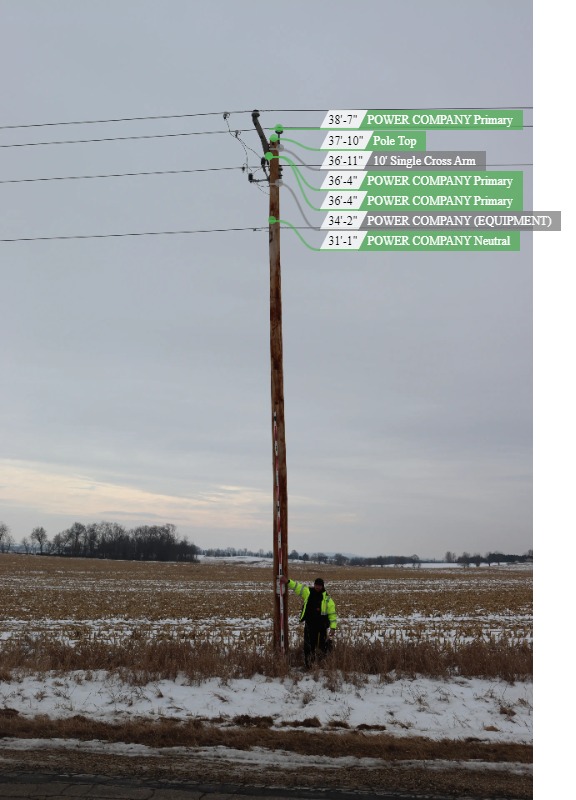 38'-7" POWER COMPANY Primary
37'-10" Pole Top
36'-11" 10' Single Cross Arm
36'-4" POWER COMPANY Primary
36'-4" POWER COMPANY Primary
34'-2" POWER COMPANY (EQUIPMENT)
31'-1" POWER COMPANY Neutral